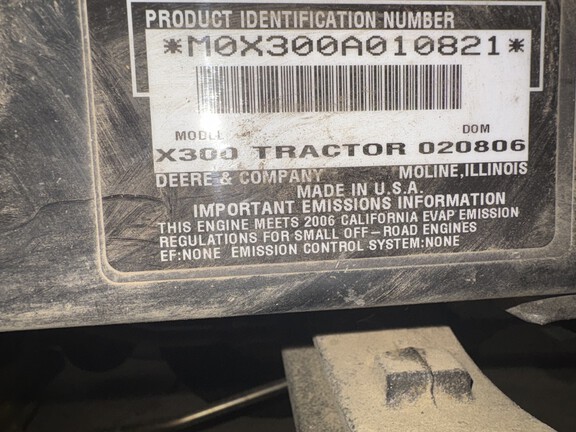 PRODUCT IDENTIFICATION NUMBER
*M0X300A010821*
MODEL DOM
X300 TRACTOR 020806
DEERE & COMPANY MOLINE,ILLINOIS
MADE IN U.S.A.
IMPORTANT EMISSIONS INFORMATION
THIS ENGINE MEETS 2006 CALIFORNIA EVAP EMISSION
REGULATIONS FOR SMALL OFF-ROAD ENGINES
EF:NONE EMISSION CONTROL SYSTEM:NONE